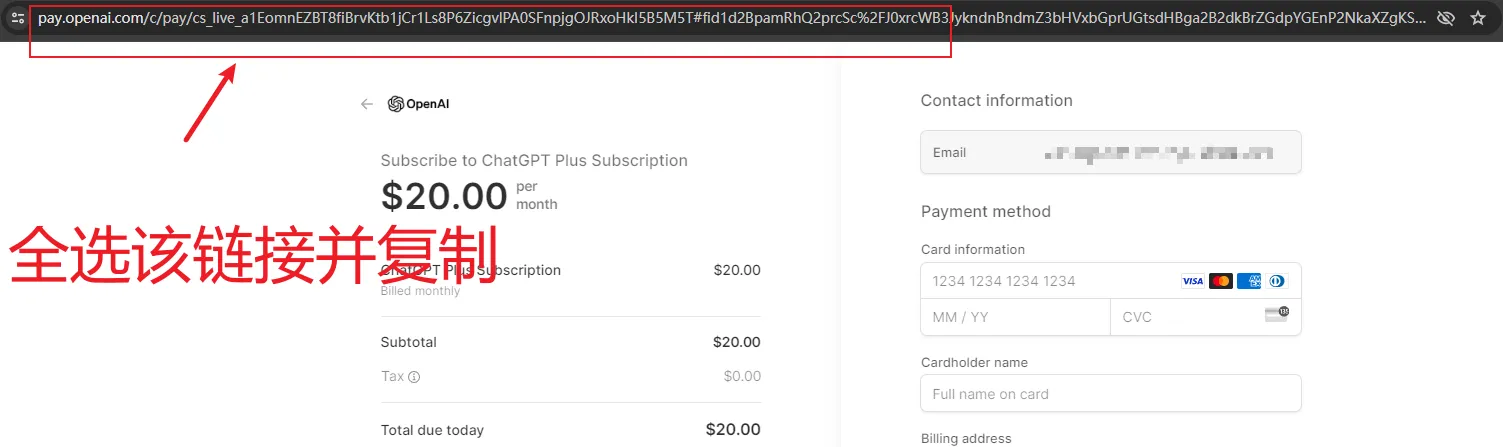 pay.openai.com/c/pay/cs_live_a1EomnEZBT8fiBrvKtb1jCr1Ls8P6ZicgvlPA0SFnpjgOJRxoHkI5B5M5T#fid1d2BpamRhQ2prcSc%2FJ0xrcWB3JykndnBndmZ3bHVxbGprUGtsdHBga2B2dkBrZGdpYGEnP2NkaXZgKS...
OpenAI
Subscribe to ChatGPT Plus Subscription
$20.00 per month
全选该链接并复制
ChatGPT Plus Subscription $20.00
Billed monthly
Subtotal $20.00
Tax $0.00
Total due today $20.00
Contact information
Email
Payment method
Card information
1234 1234 1234 1234 VISA AMEX
MM / YY CVC 135
Cardholder name
Full name on card
Billing address